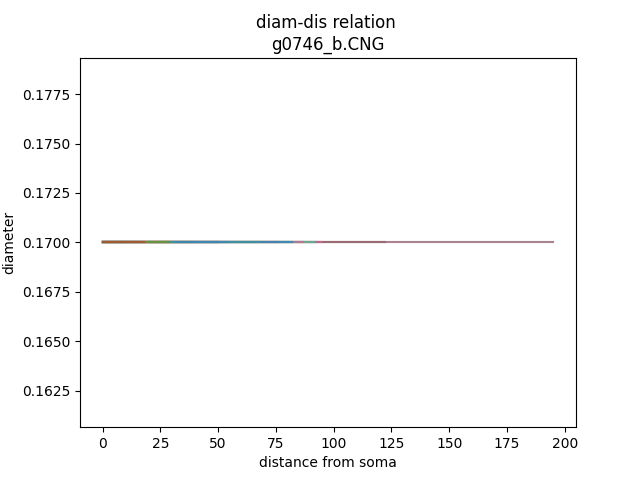 diam-dis relation
g0746_b.CNG
0.1775
0.1750
0.1725
0.1700
0.1675
0.1650
0.1625
diameter
0 25 50 75 100 125 150 175 200
distance from soma